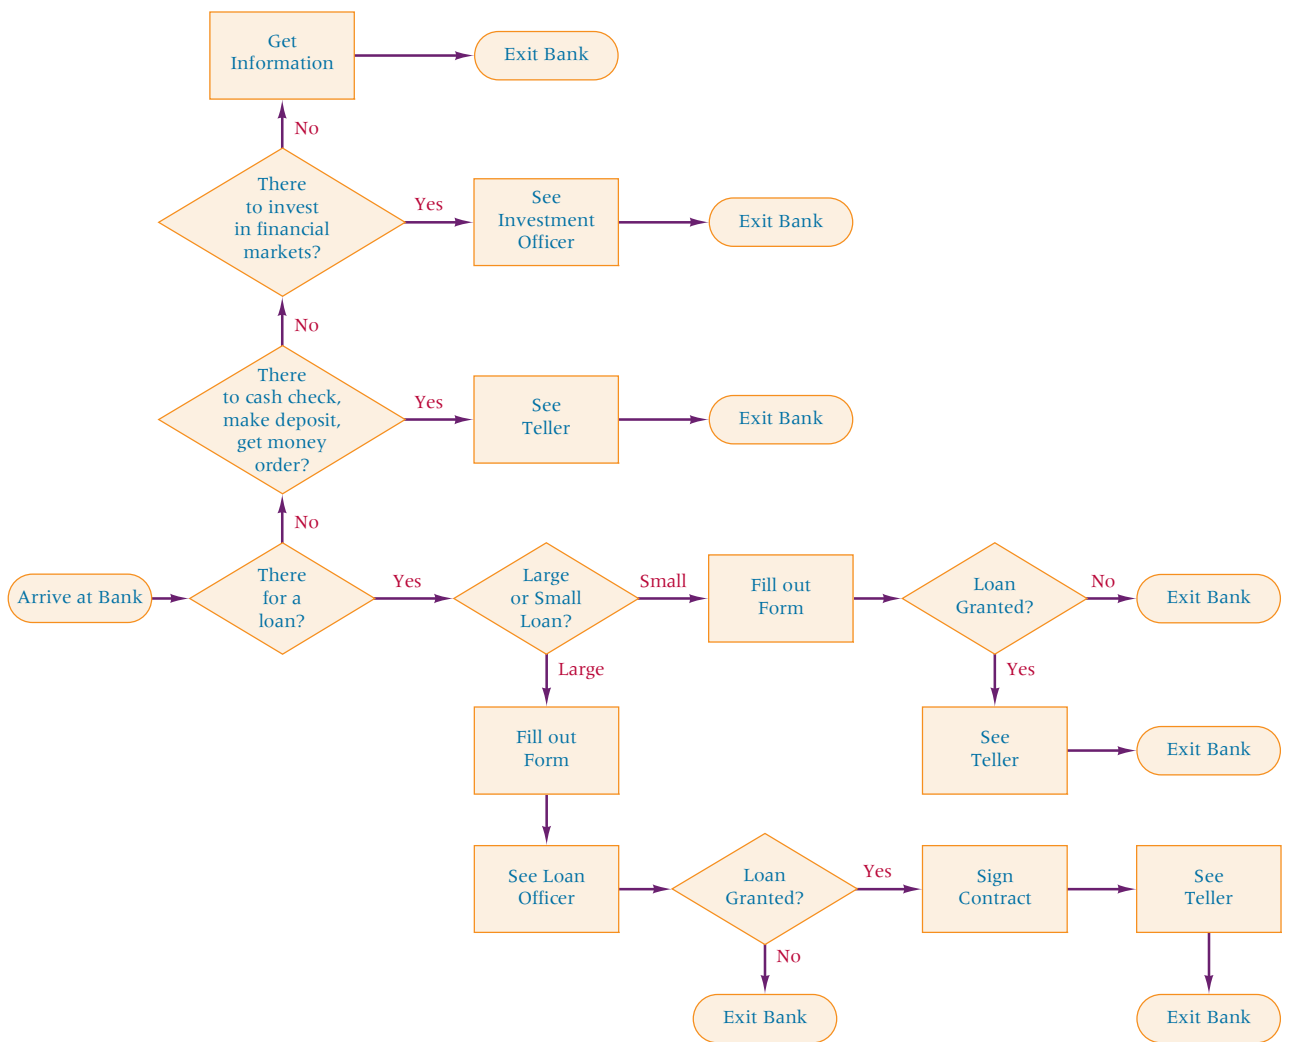 Get
Information
Exit Bank
No
There
to invest
in financial
markets?
Yes
See
Investment
Officer
Exit Bank
No
There
to cash check,
make deposit,
get money
order?
Yes
See
Teller
Exit Bank
No
Arrive at Bank
There
for a
loan?
Yes
Large
or Small
Loan?
Small
Fill out
Form
Loan
Granted?
No
Exit Bank
Large
Yes
Fill out
Form
See
Teller
Exit Bank
See Loan
Officer
Loan
Granted?
Yes
Sign
Contract
See
Teller
No
Exit Bank
Exit Bank